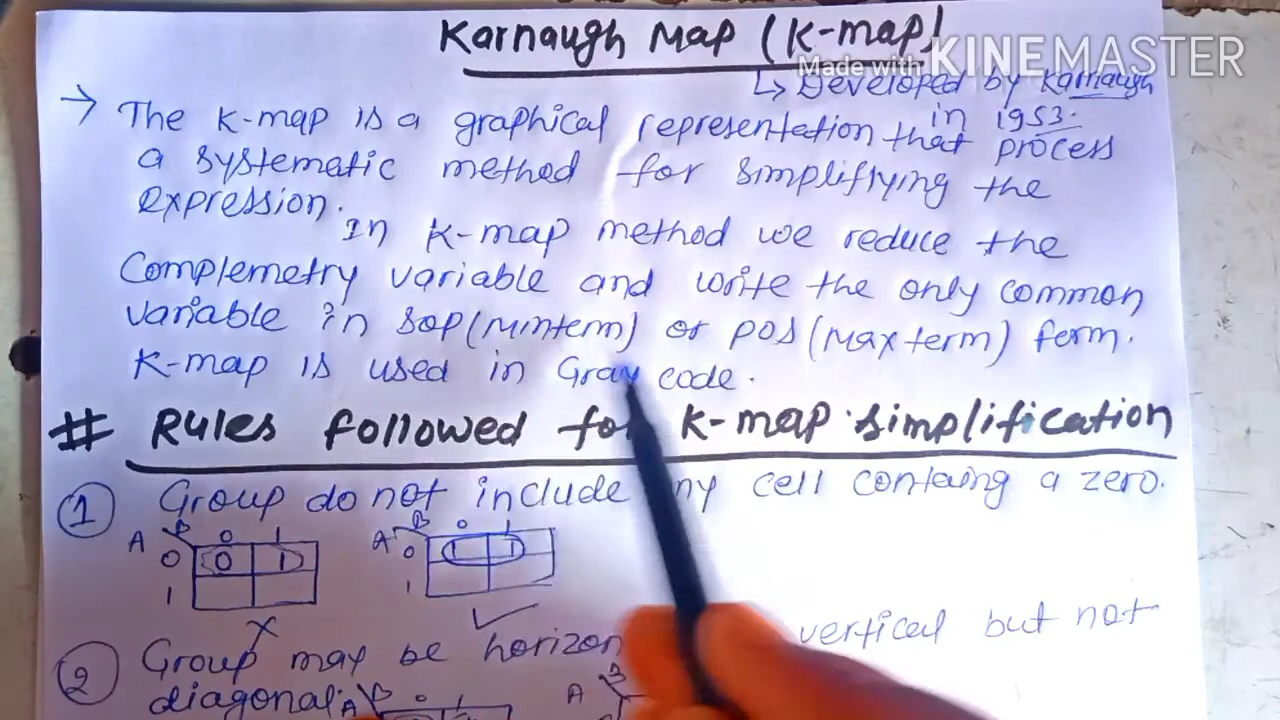 Karnaugh Map (K-map)
Made with KINEMASTER
↳ Developed by Karnaugh
in 1953.
→ The K-map is a graphical representation that process
a systematic method for simplifiying the
expression.
In K-map method we reduce the
Complemetry variable and write the only common
variable in SOP (Minterm) or POS (Maxterm) form.
K-map is used in Gray code.
# Rules followed for K-map simplification
① Group do not include any cell containg a zero.
A B 0 1
0 0 1
1
A B 0 1
0 1 1
1
X ✓
② Group may be horizon vertical but not
diagonal.
A B 0 1
A B